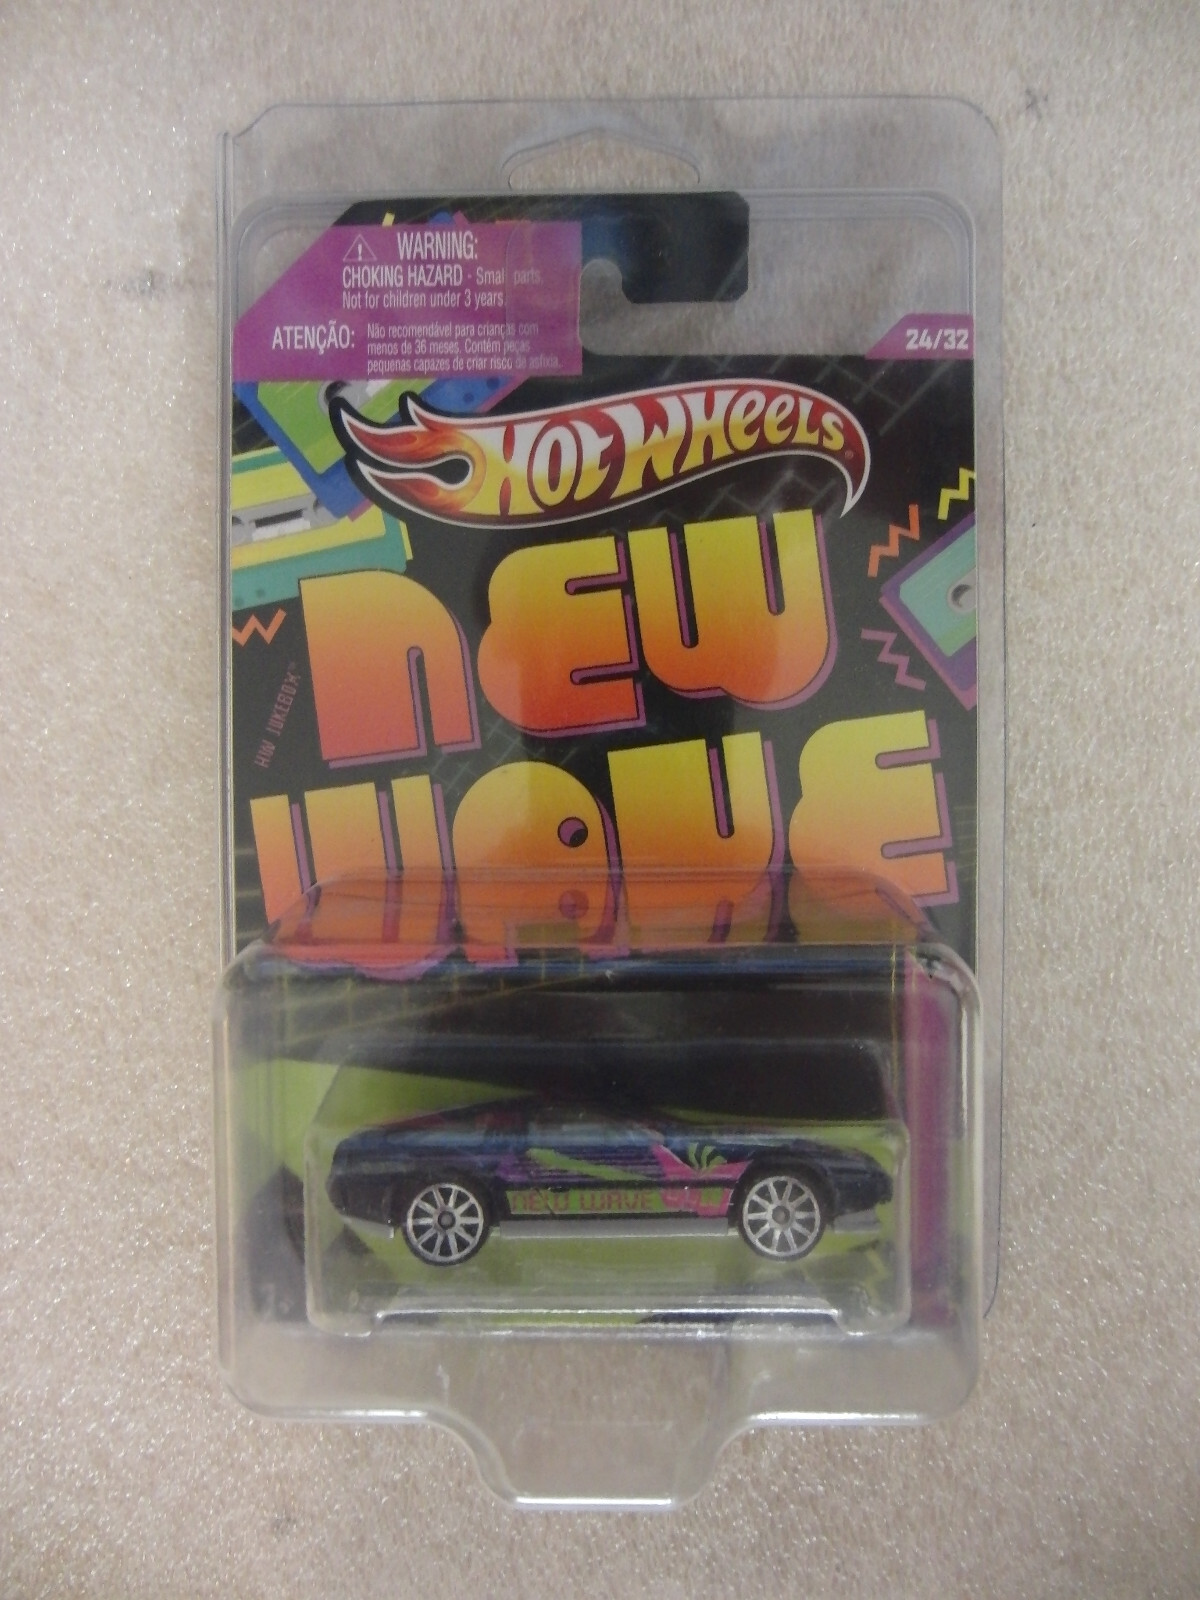 WARNING:
CHOKING HAZARD - Small parts.
Not for children under 3 years.
ATENÇÃO:
Não recomendável para crianças com
menos de 36 meses. Contém peças
pequenas capazes de criar risco de asfixia.
24/32
HOT WHEELS
NEW
HW JUKEBOX™
WAVE
NEW WAVE